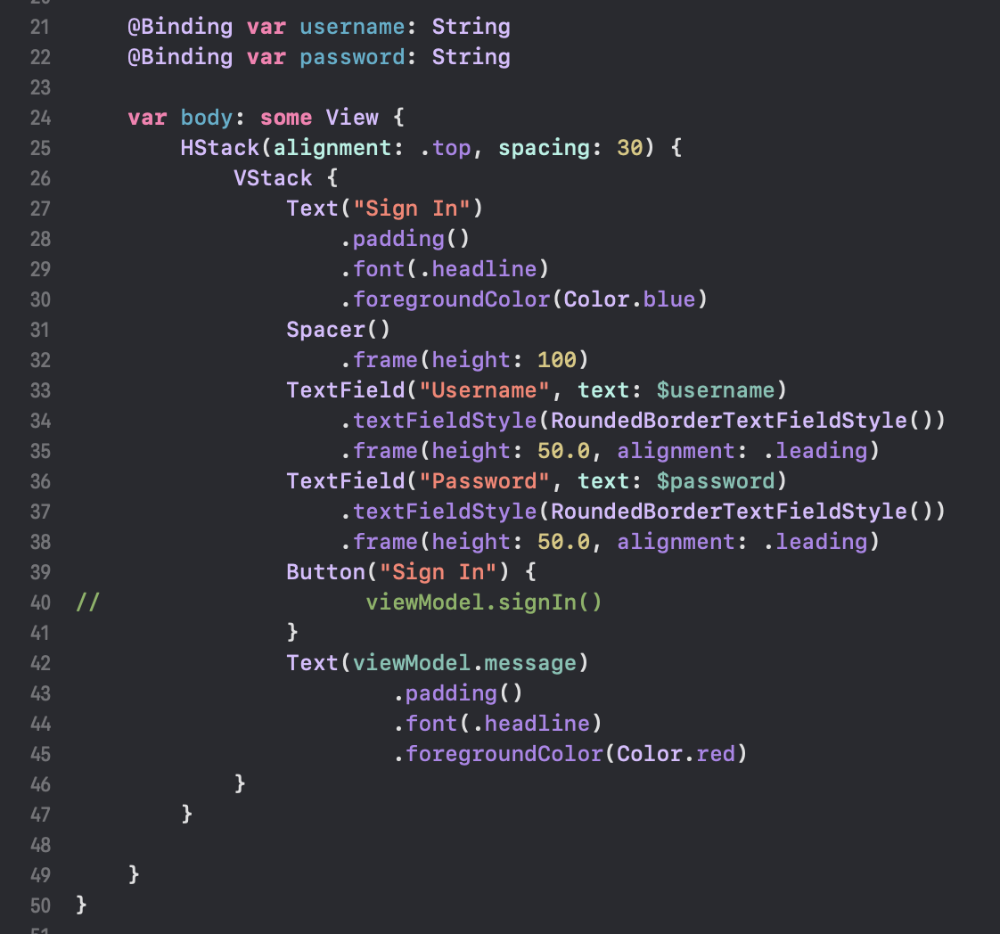 21 @Binding var username: String
22 @Binding var password: String
23
24 var body: some View {
25 HStack(alignment: .top, spacing: 30) {
26 VStack {
27 Text("Sign In")
28 .padding()
29 .font(.headline)
30 .foregroundColor(Color.blue)
31 Spacer()
32 .frame(height: 100)
33 TextField("Username", text: $username)
34 .textFieldStyle(RoundedBorderTextFieldStyle())
35 .frame(height: 50.0, alignment: .leading)
36 TextField("Password", text: $password)
37 .textFieldStyle(RoundedBorderTextFieldStyle())
38 .frame(height: 50.0, alignment: .leading)
39 Button("Sign In") {
40 // viewModel.signIn()
41 }
42 Text(viewModel.message)
43 .padding()
44 .font(.headline)
45 .foregroundColor(Color.red)
46 }
47 }
48
49 }
50 }